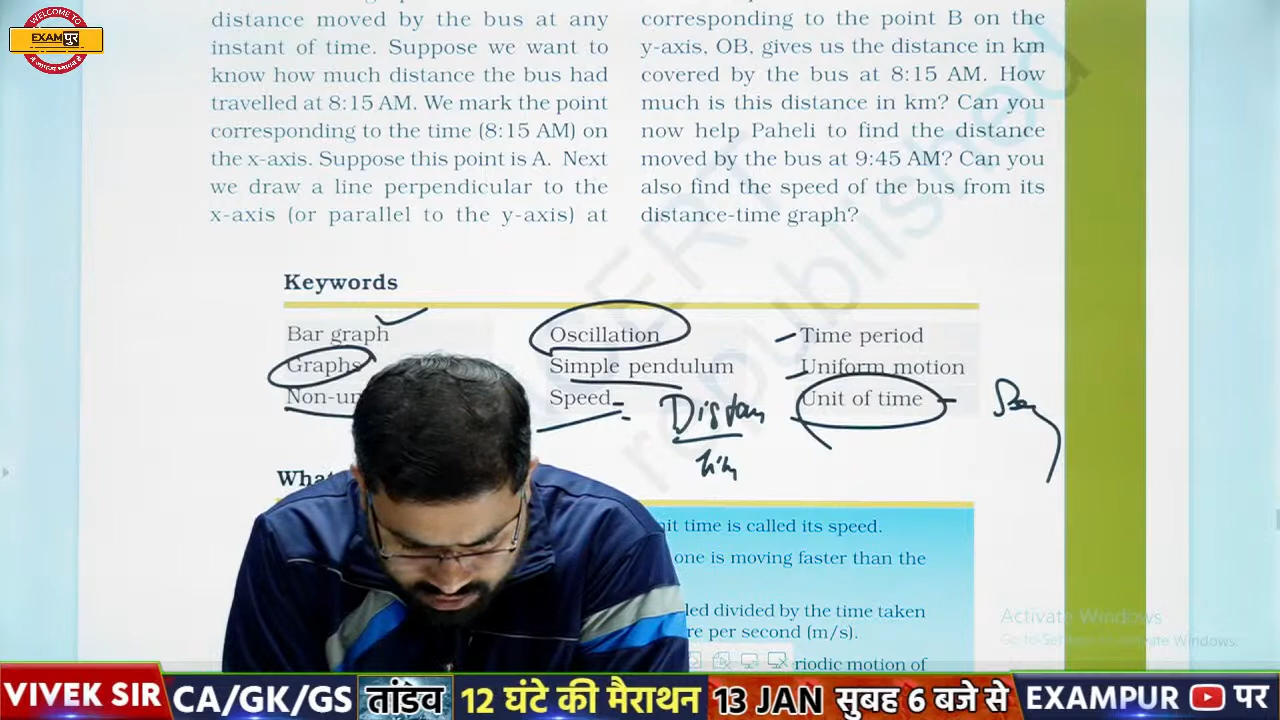 WELCOME TO
EXAMपुर
distance moved by the bus at any
instant of time. Suppose we want to
know how much distance the bus had
travelled at 8:15 AM. We mark the point
corresponding to the time (8:15 AM) on
the x-axis. Suppose this point is A. Next
we draw a line perpendicular to the
x-axis (or parallel to the y-axis) at
corresponding to the point B on the
y-axis, OB, gives us the distance in km
covered by the bus at 8:15 AM. How
much is this distance in km? Can you
now help Paheli to find the distance
moved by the bus at 9:45 AM? Can you
also find the speed of the bus from its
distance-time graph?
Keywords
Bar graph Oscillation Time period
Graphs Simple pendulum Uniform motion
Non-un Speed Unit of time
Distan
What
it time is called its speed.
one is moving faster than the
led divided by the time taken
re per second (m/s).
riodic motion of
republished
Activate Windows
VIVEK SIR CA/GK/GS तांडव 12 घंटे की मैराथन 13 JAN सुबह 6 बजे से EXAMPUR पर